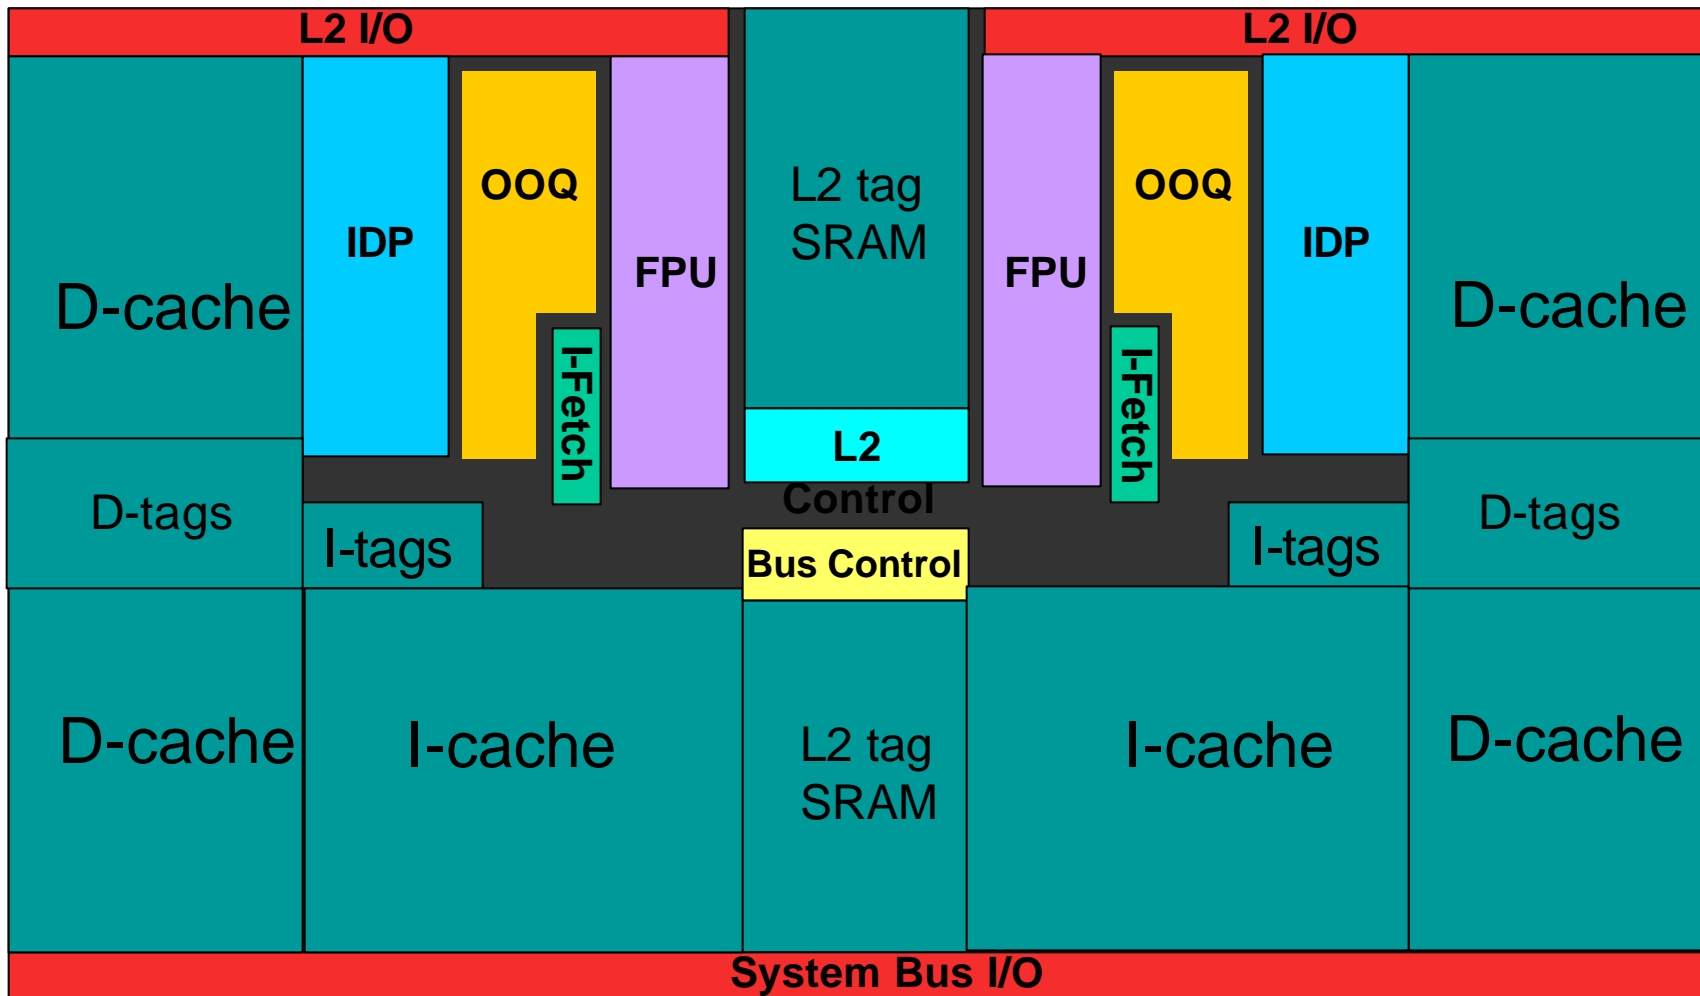 L2 I/O
L2 I/O
D-cache
IDP
OOQ
I-Fetch
FPU
L2 tag
SRAM
FPU
OOQ
I-Fetch
IDP
D-cache
L2
Control
D-tags
I-tags
Bus Control
I-tags
D-tags
D-cache
I-cache
L2 tag
SRAM
I-cache
D-cache
System Bus I/O